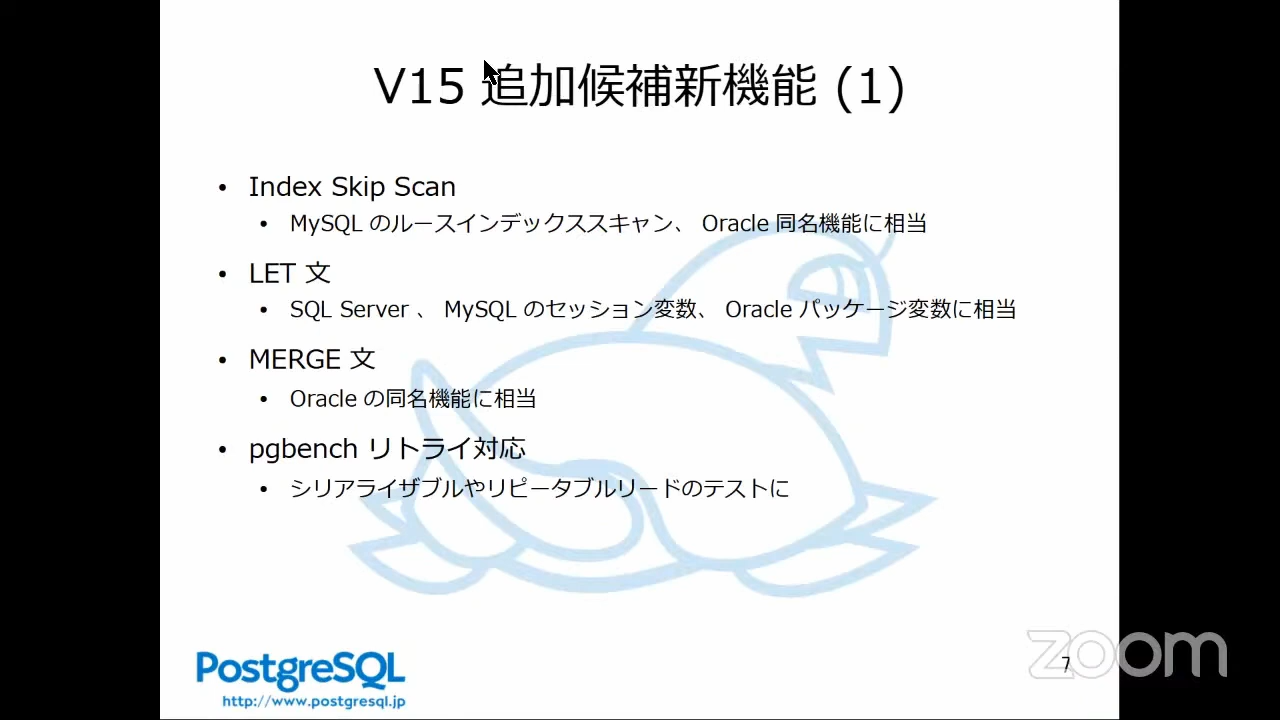 V15 追加候補新機能 (1)
• Index Skip Scan
• MySQL のルースインデックススキャン、 Oracle 同名機能に相当
• LET 文
• SQL Server 、 MySQL のセッション変数、 Oracle パッケージ変数に相当
• MERGE 文
• Oracle の同名機能に相当
• pgbench リトライ対応
• シリアライザブルやリピータブルリードのテストに
PostgreSQL
http://www.postgresql.jp
7
zoom